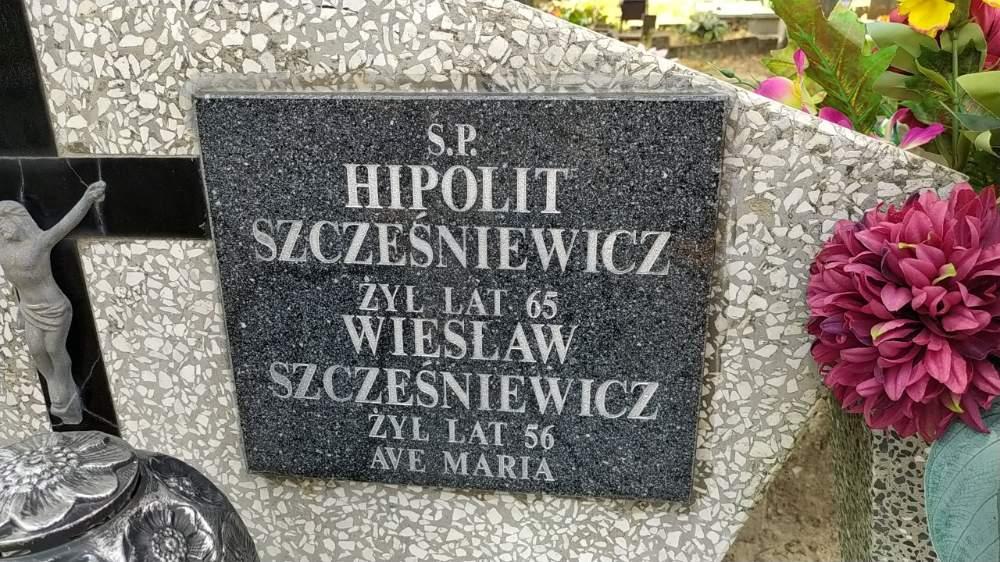 Ś.P.
HIPOLIT
SZCZEŚNIEWICZ
ŻYŁ LAT 65
WIESŁAW
SZCZEŚNIEWICZ
ŻYŁ LAT 56
AVE MARIA